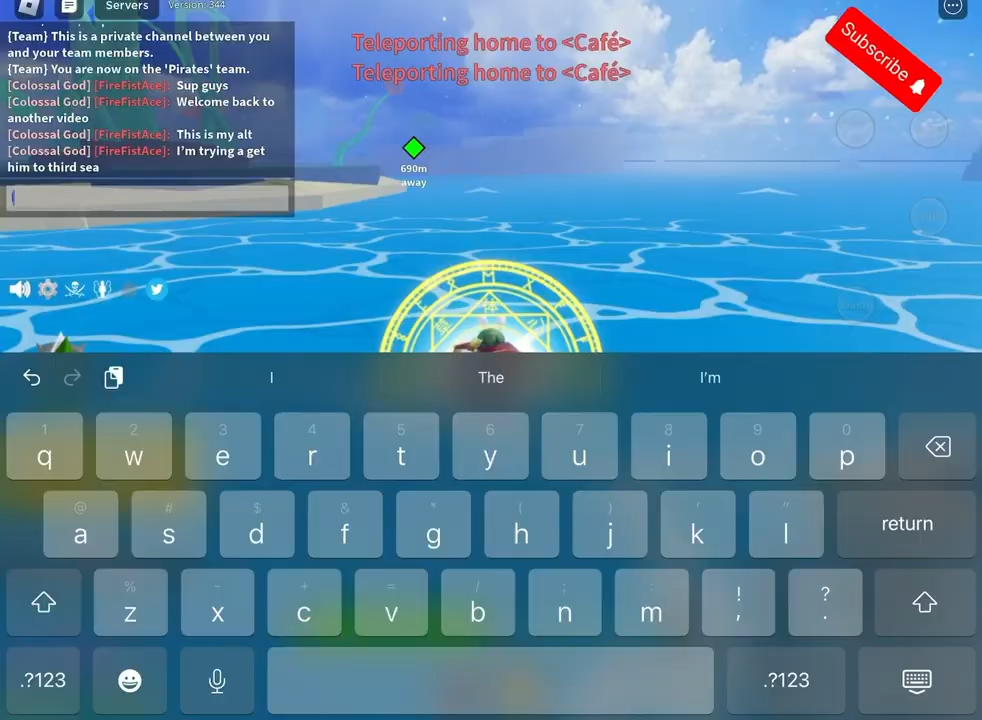 Servers
Version: 344
{Team} This is a private channel between you
and your team members.
{Team} You are now on the 'Pirates' team.
[Colossal God] [FireFistAce]: Sup guys
[Colossal God] [FireFistAce]: Welcome back to
another video
[Colossal God] [FireFistAce]: This is my alt
[Colossal God] [FireFistAce]: I'm trying a get
him to third sea
Teleporting home to <Café>
Teleporting home to <Café>
Subscribe
690m
away
I The I'm
1 2 3 4 5 6 7 8 9 0
q w e r t y u i o p
@ # $ & * ( ) ' "
a s d f g h j k l return
% - + = / ; : ! ?
z x c v b n m , .
.?123 .?123